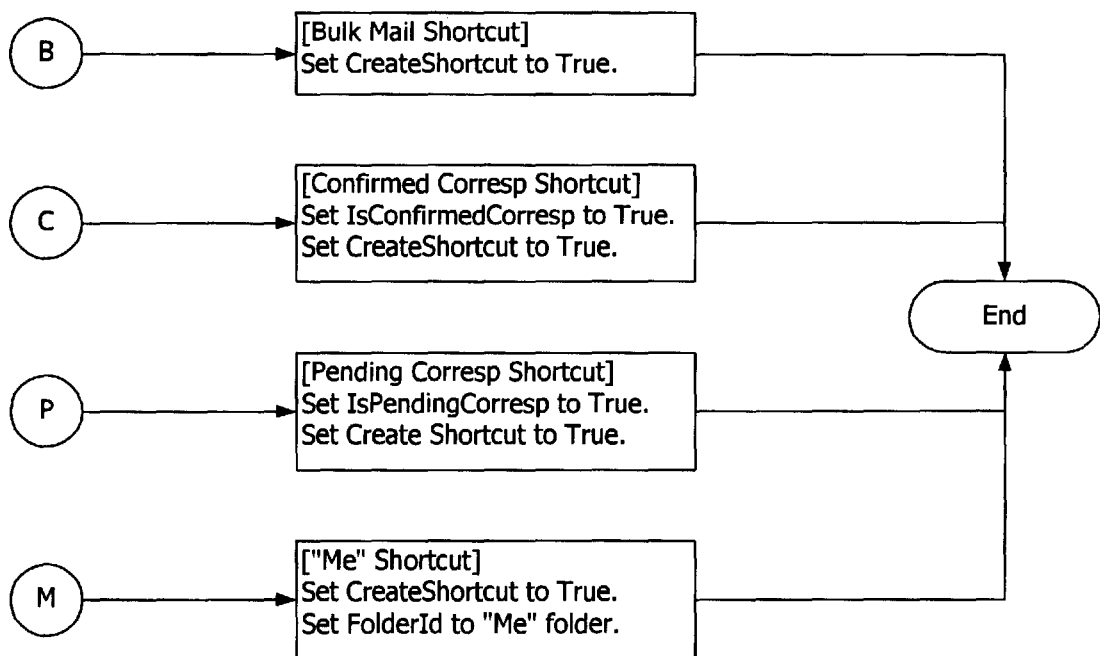 B
[Bulk Mail Shortcut]
Set CreateShortcut to True.
C
[Confirmed Corresp Shortcut]
Set IsConfirmedCorresp to True.
Set CreateShortcut to True.
End
P
[Pending Corresp Shortcut]
Set IsPendingCorresp to True.
Set Create Shortcut to True.
M
["Me" Shortcut]
Set CreateShortcut to True.
Set FolderId to "Me" folder.